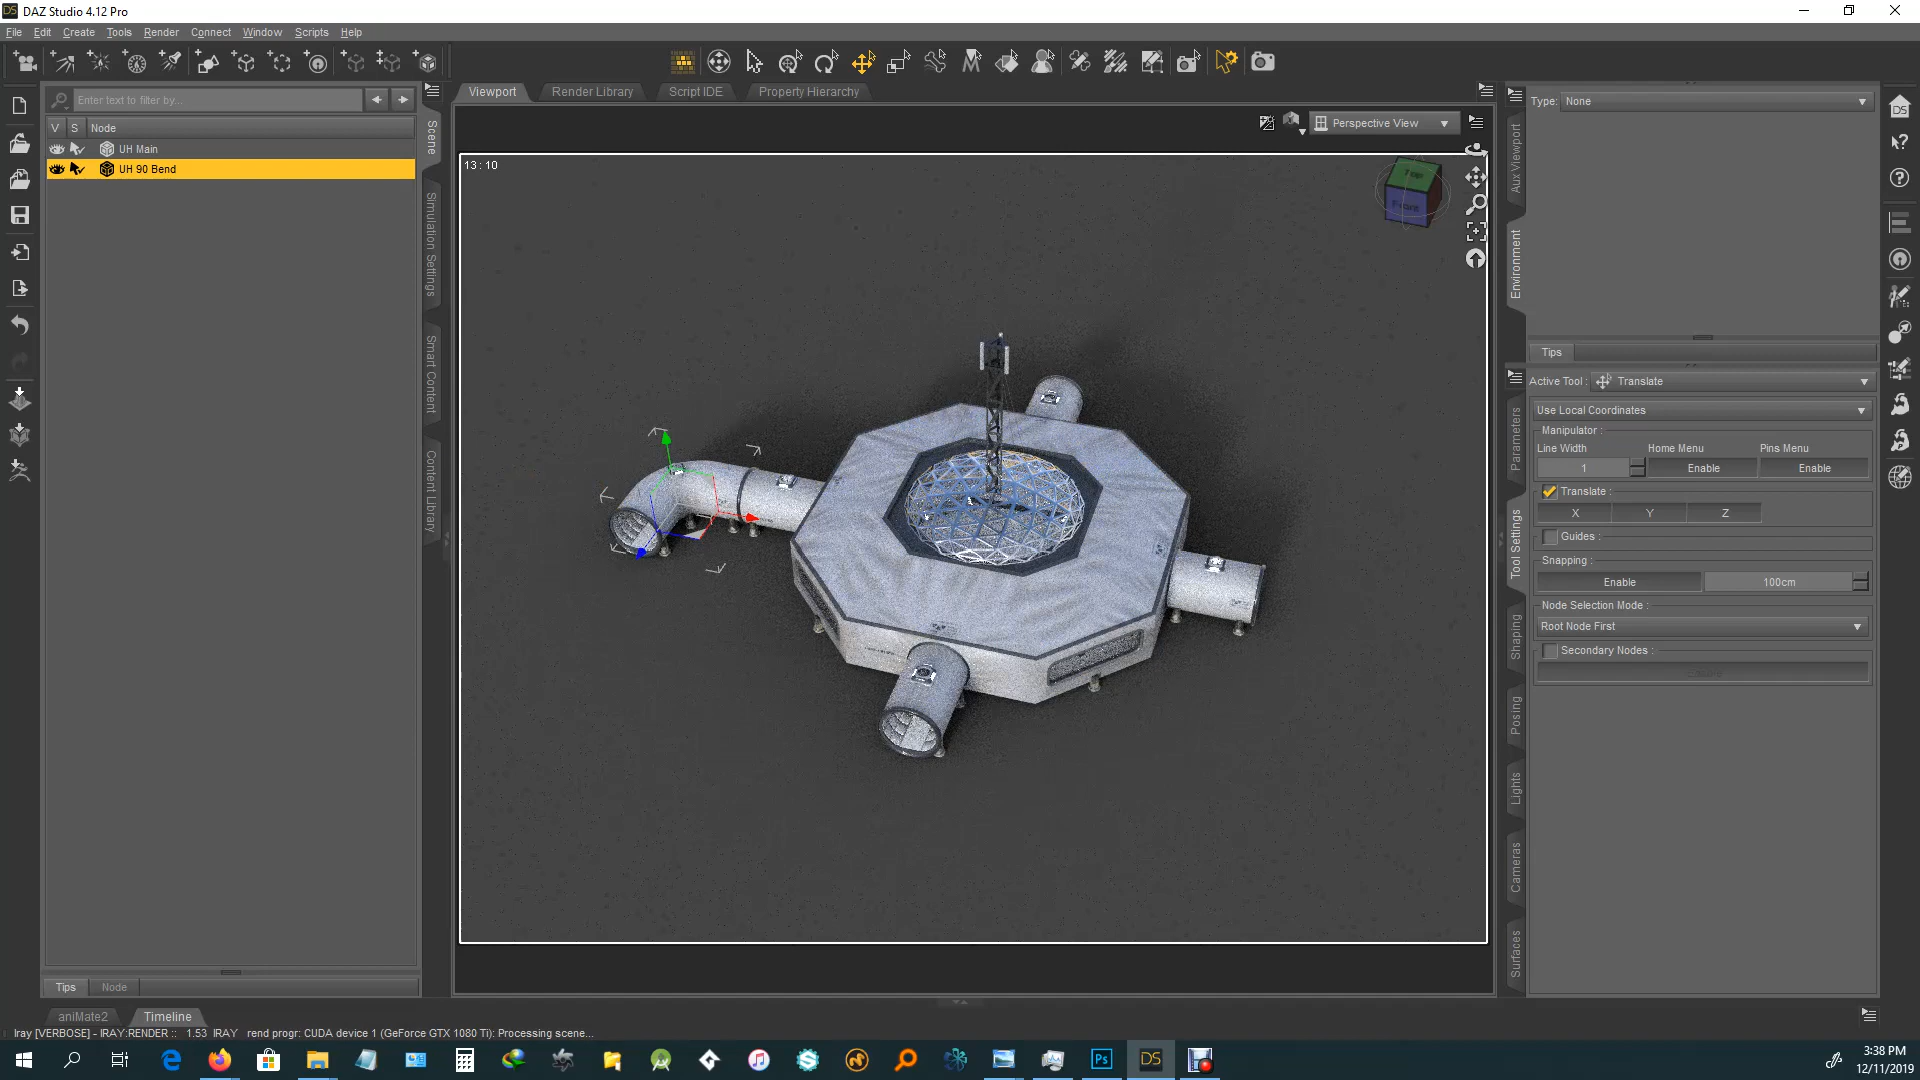 DAZ Studio 4.12 Pro
File Edit Create Tools Render Connect Window Scripts Help
Enter text to filter by...
V S Node
UH Main
UH 90 Bend
Scene
Simulation Settings
Smart Content
Content Library
Tips Node
Viewport Render Library Script IDE Property Hierarchy
Perspective View
13 : 10
Top
Front
Type: None
Aux Viewport
Environment
Tips
Active Tool : Translate
Use Local Coordinates
Manipulator :
Line Width Home Menu Pins Menu
1 Enable Enable
Translate :
X Y Z
Guides :
Snapping :
Enable 100cm
Node Selection Mode :
Root Node First
Secondary Nodes :
Parameters
Tool Settings
Shaping
Posing
Lights
Cameras
Surfaces
aniMate2 Timeline
Iray [VERBOSE] - IRAY:RENDER :: 1.53 IRAY rend progr: CUDA device 1 (GeForce GTX 1080 Ti): Processing scene...
Ps
DS
3:38 PM
12/11/2019